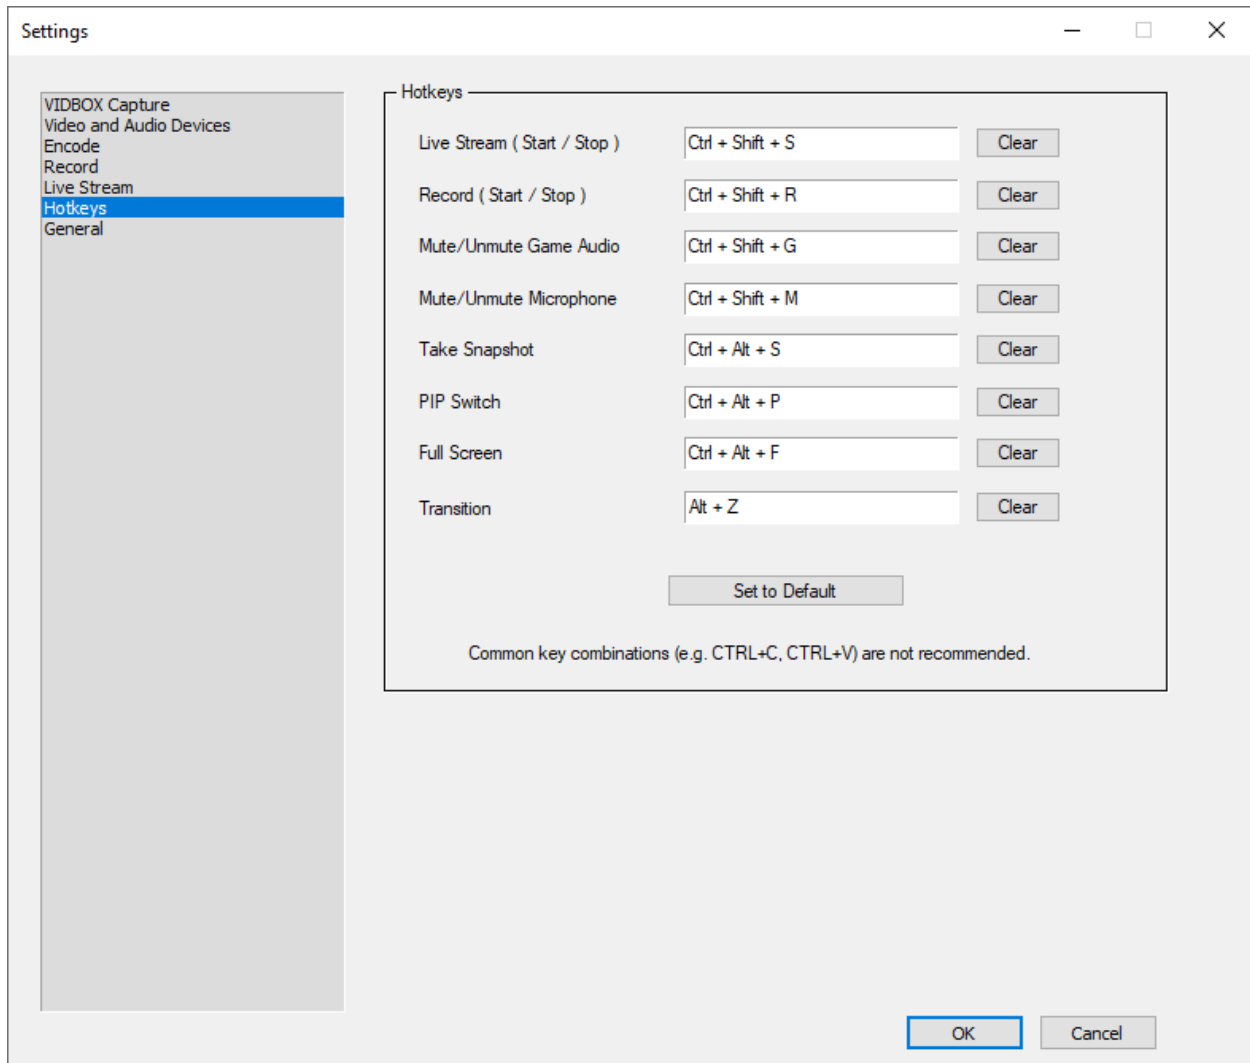 Settings
VIDBOX Capture
Video and Audio Devices
Encode
Record
Live Stream
Hotkeys
General
Hotkeys
Live Stream ( Start / Stop ) Ctrl + Shift + S Clear
Record ( Start / Stop ) Ctrl + Shift + R Clear
Mute/Unmute Game Audio Ctrl + Shift + G Clear
Mute/Unmute Microphone Ctrl + Shift + M Clear
Take Snapshot Ctrl + Alt + S Clear
PIP Switch Ctrl + Alt + P Clear
Full Screen Ctrl + Alt + F Clear
Transition Alt + Z Clear
Set to Default
Common key combinations (e.g. CTRL+C, CTRL+V) are not recommended.
OK Cancel